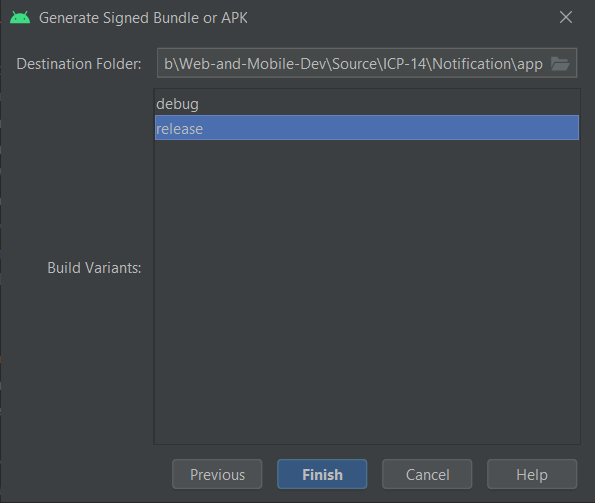 Generate Signed Bundle or APK
Destination Folder: b\Web-and-Mobile-Dev\Source\ICP-14\Notification\app
debug
release
Build Variants:
Previous Finish Cancel Help